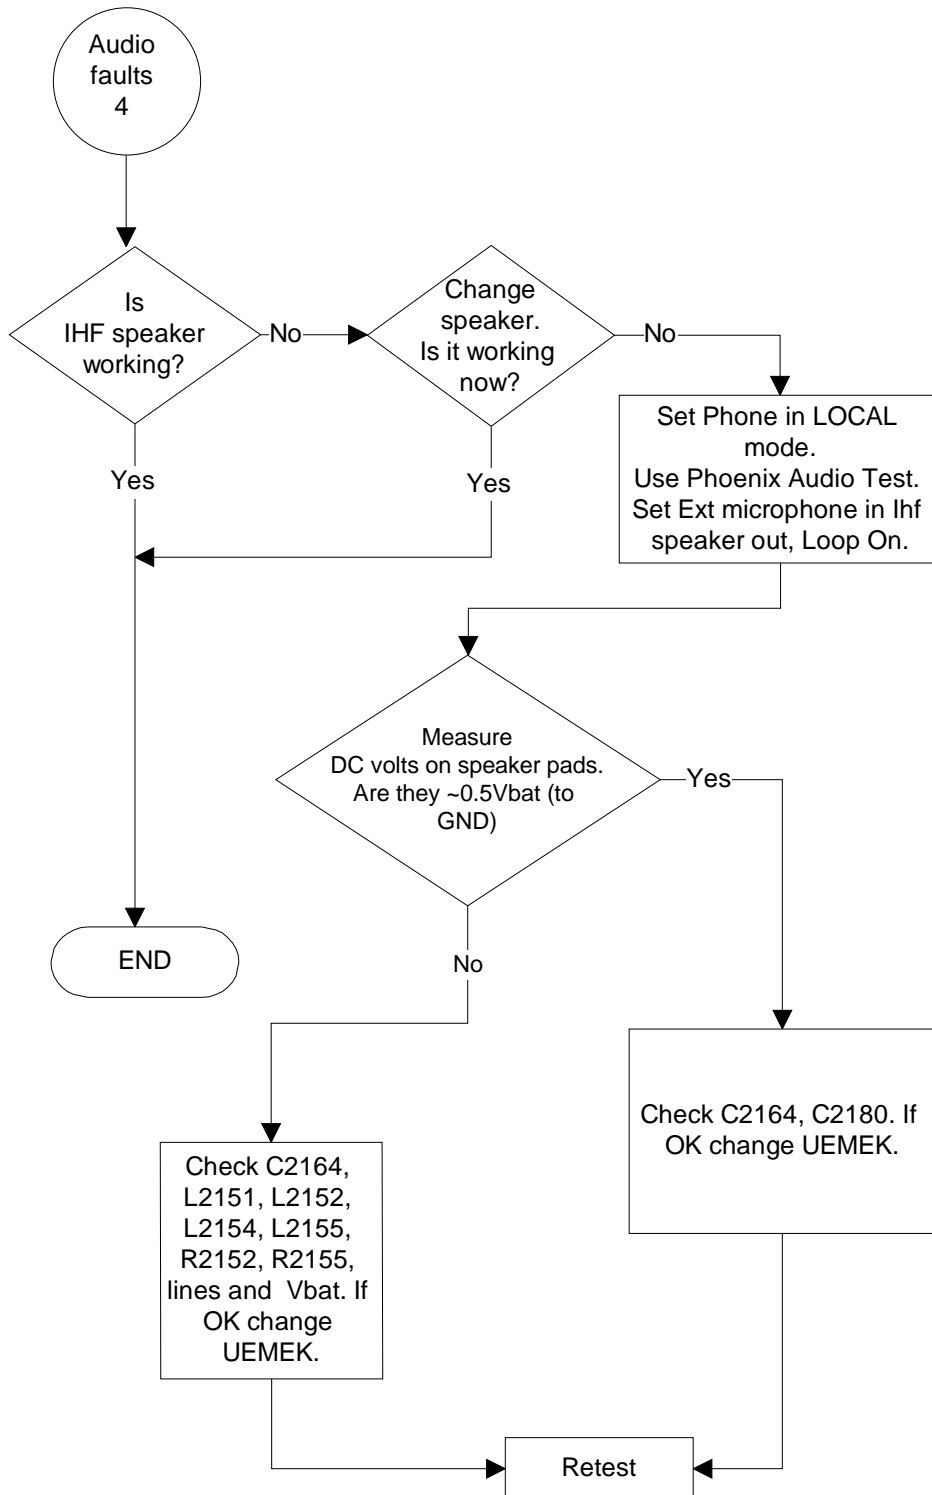 Audio
faults
4
Is
IHF speaker
working?
No
Change
speaker.
Is it working
now?
No
Yes
Yes
Set Phone in LOCAL
mode.
Use Phoenix Audio Test.
Set Ext microphone in Ihf
speaker out, Loop On.
Measure
DC volts on speaker pads.
Are they ~0.5Vbat (to
GND)
Yes
No
END
Check C2164, C2180. If
OK change UEMEK.
Check C2164,
L2151, L2152,
L2154, L2155,
R2152, R2155,
lines and Vbat. If
OK change
UEMEK.
Retest